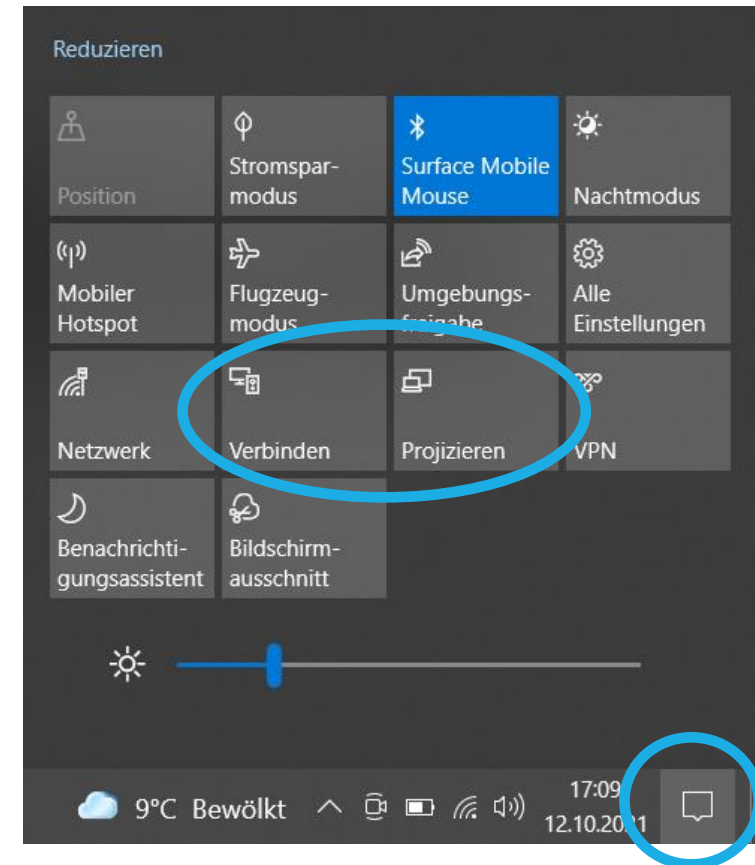 Reduzieren
Position
Stromspar-
modus
Surface Mobile
Mouse
Nachtmodus
Mobiler
Hotspot
Flugzeug-
modus
Umgebungs-
freigabe
Alle
Einstellungen
Netzwerk
Verbinden
Projizieren
VPN
Benachrichti-
gungsassistent
Bildschirm-
ausschnitt
9°C Bewölkt
17:09
12.10.2021